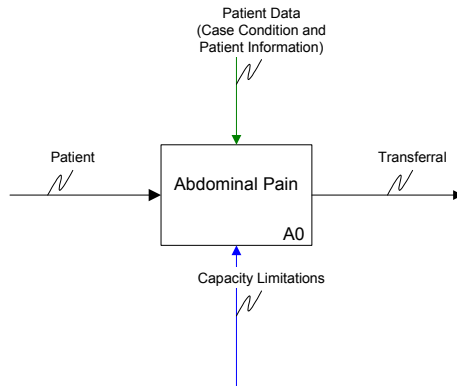 Patient Data
(Case Condition and
Patient Information)
Patient
Abdominal Pain
Transferral
A0
Capacity Limitations